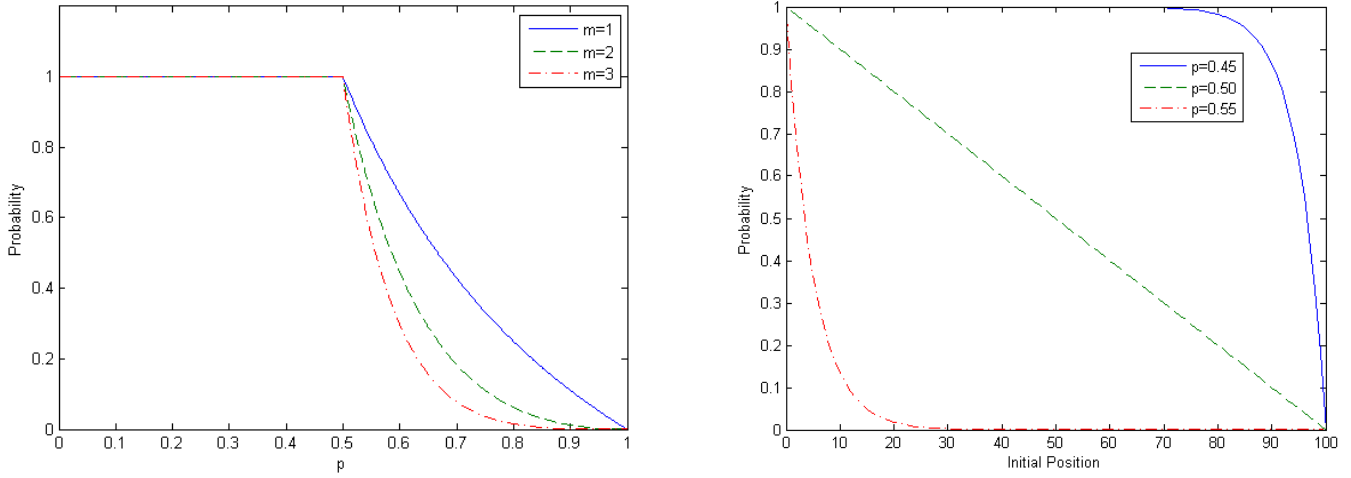 m=1
m=2
m=3
1
0.8
0.6
0.4
0.2
0
Probability
0 0.1 0.2 0.3 0.4 0.5 0.6 0.7 0.8 0.9 1
p
1
0.9
0.8
0.7
0.6
0.5
0.4
0.3
0.2
0.1
0
Probability
p=0.45
p=0.50
p=0.55
0 10 20 30 40 50 60 70 80 90 100
Initial Position